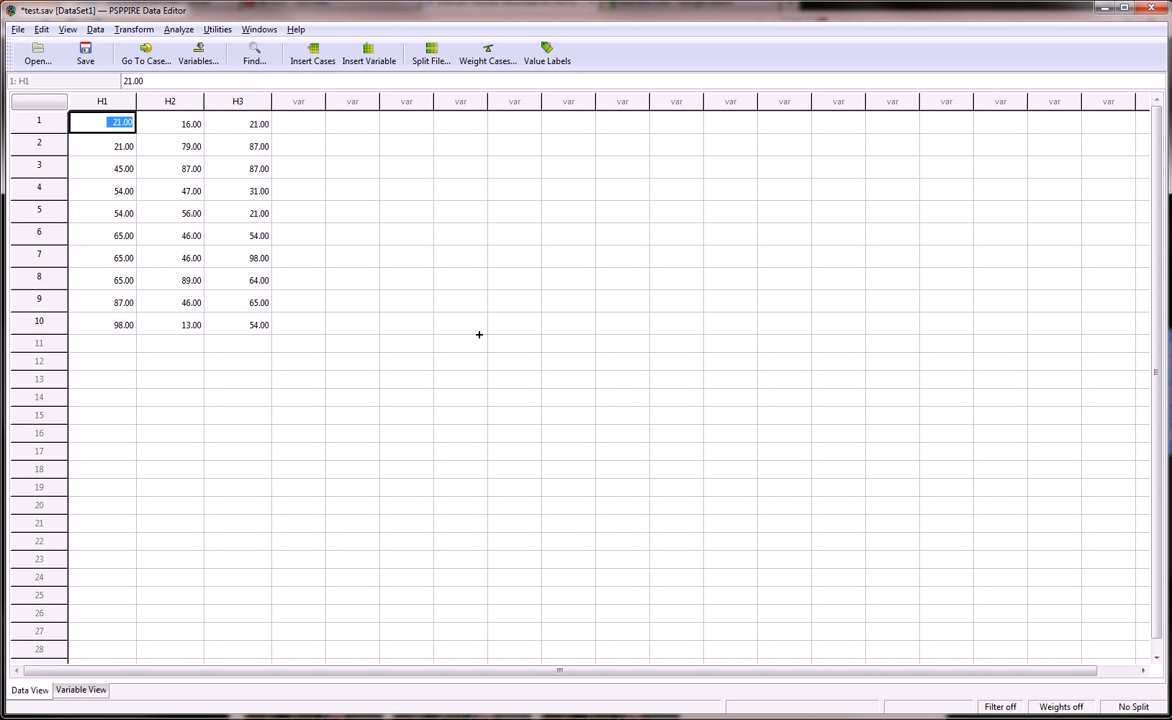 *test.sav [DataSet1] — PSPPIRE Data Editor
File Edit View Data Transform Analyze Utilities Windows Help
Open... Save Go To Case... Variables... Find... Insert Cases Insert Variable Split File... Weight Cases... Value Labels
1: H1 21.00
H1 H2 H3 var var var var var var var var var var var var var var var var
1 21.00 16.00 21.00
2 21.00 79.00 87.00
3 45.00 87.00 87.00
4 54.00 47.00 31.00
5 54.00 56.00 21.00
6 65.00 46.00 54.00
7 65.00 46.00 98.00
8 65.00 89.00 64.00
9 87.00 46.00 65.00
10 98.00 13.00 54.00
11
12
13
14
15
16
17
18
19
20
21
22
23
24
25
26
27
28
Data View Variable View
Filter off Weights off No Split